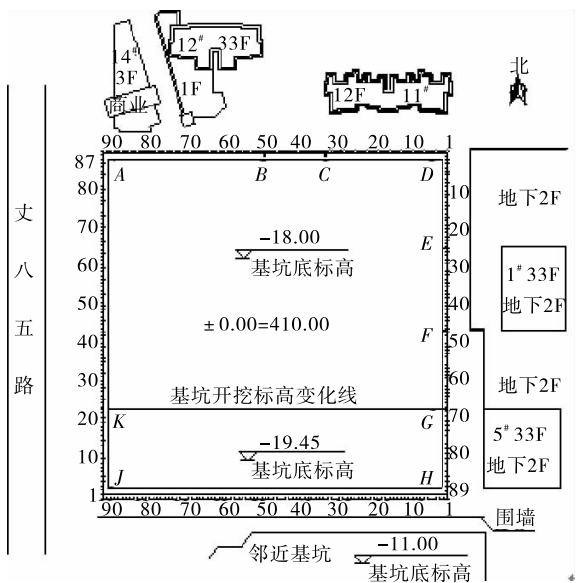 14# 3F
商业
12# 33F
1F
12F 11#
北
90 80 70 60 50 40 30 20 10 1
87 80 70 60 50 40 30 20 10 1
A B C D
E
F
K G
J H
丈八五路
-18.00
基坑底标高
±0.00=410.00
基坑开挖标高变化线
-19.45
基坑底标高
10 20 30 40 50 60 70 80 89
地下2F
1# 33F
地下2F
地下2F
5# 33F
地下2F
90 80 70 60 50 40 30 20 10 1
围墙
邻近基坑
-11.00
基坑底标高